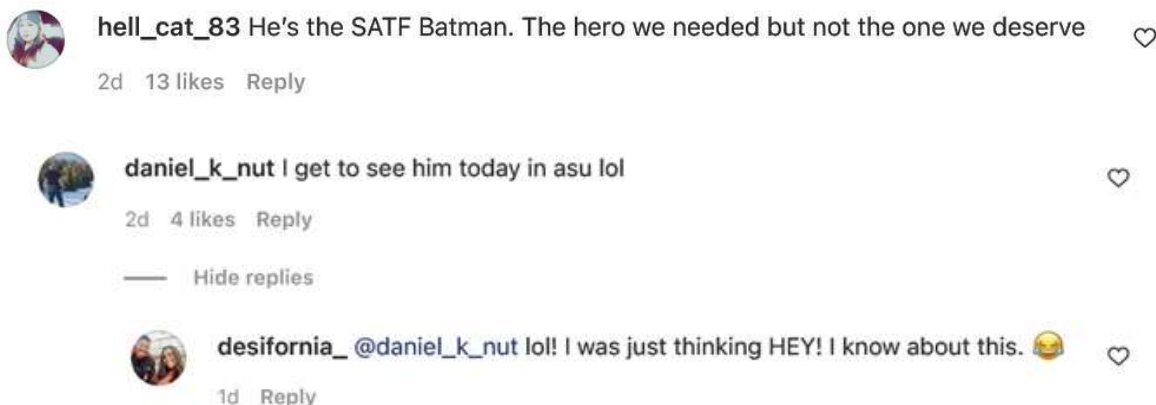 hell_cat_83 He's the SATF Batman. The hero we needed but not the one we deserve
2d 13 likes Reply
daniel_k_nut I get to see him today in asu lol
2d 4 likes Reply
Hide replies
desifornia_ @daniel_k_nut lol! I was just thinking HEY! I know about this. 😂
1d Reply